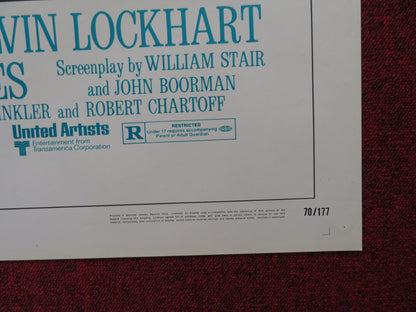 VIN LOCKHART
ES
Screenplay by WILLIAM STAIR
and JOHN BOORMAN
NKLER and ROBERT CHARTOFF
United Artists
Entertainment from
Transamerica Corporation
R
RESTRICTED
Under 17 requires accompanying
Parent or Adult Guardian
70/177